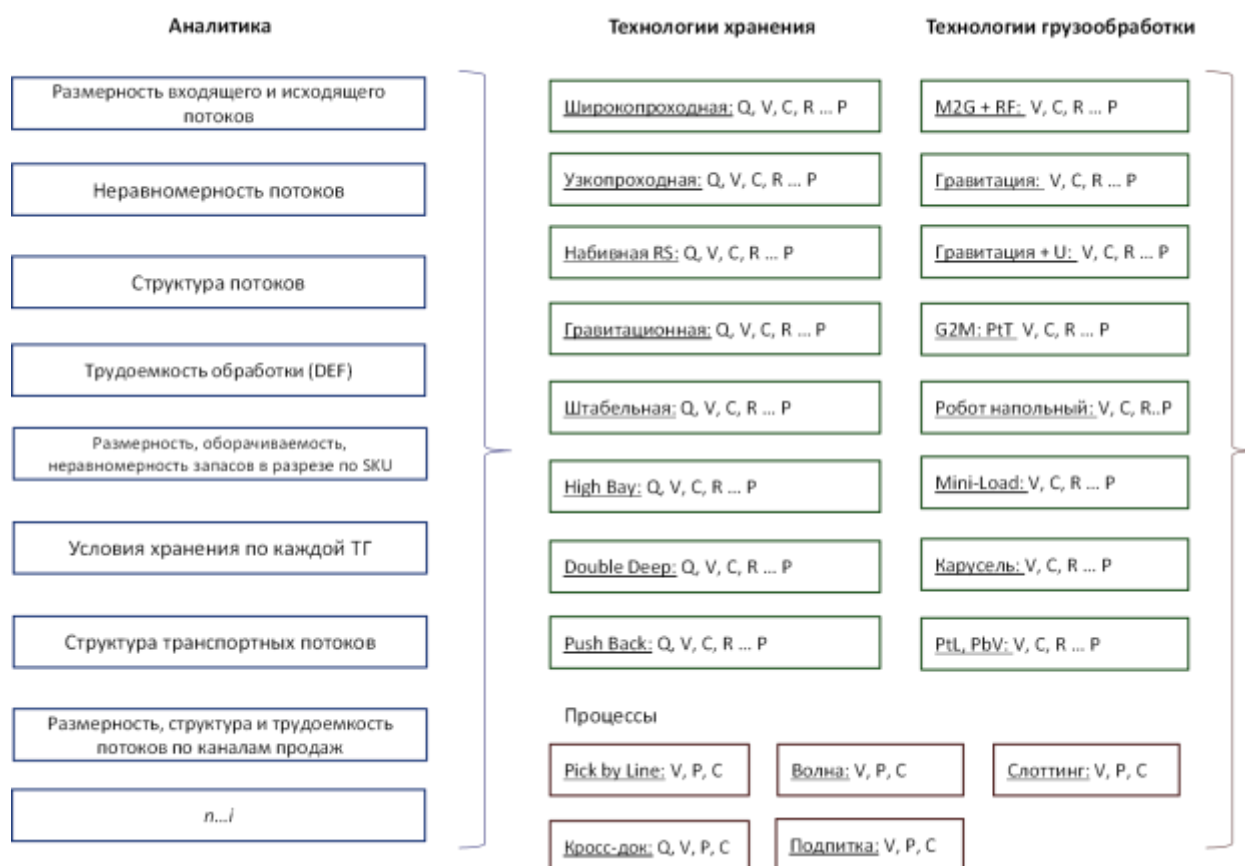 Аналитика
Размерность входящего и исходящего
потоков
Неравномерность потоков
Структура потоков
Трудоемкость обработки (DEF)
Размерность, оборачиваемость,
неравномерность запасов в разрезе по SKU
Условия хранения по каждой ТГ
Структура транспортных потоков
Размерность, структура и трудоемкость
потоков по каналам продаж
n...i
Технологии хранения
Широкопроходная: Q, V, C, R ... P
Узкопроходная: Q, V, C, R ... P
Набивная RS: Q, V, C, R ... P
Гравитационная: Q, V, C, R ... P
Штабельная: Q, V, C, R ... P
High Bay: Q, V, C, R ... P
Double Deep: Q, V, C, R ... P
Push Back: Q, V, C, R ... P
Технологии грузообработки
M2G + RF: V, C, R ... P
Гравитация: V, C, R ... P
Гравитация + U: V, C, R ... P
G2M: PtT V, C, R ... P
Робот напольный: V, C, R..P
Mini-Load: V, C, R ... P
Карусель: V, C, R ... P
PtL, PbV: V, C, R ... P
Процессы
Pick by Line: V, P, C
Волна: V, P, C
Слоттинг: V, P, C
Кросс-док: Q, V, P, C
Подпитка: V, P, C